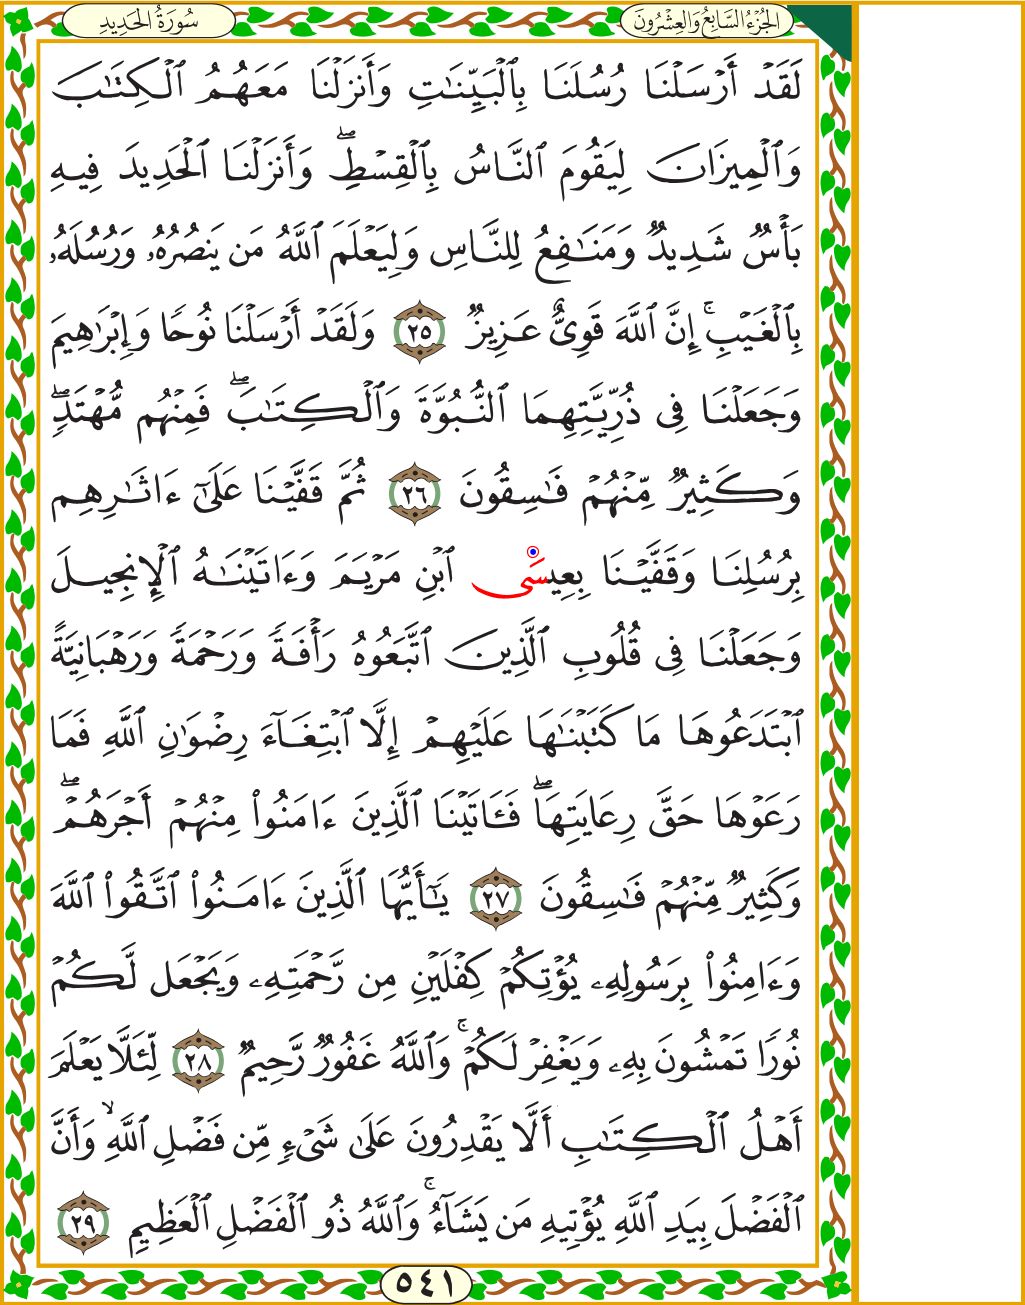 الجُزْءُ السَّابِعُ وَالعِشْرُونَ
سُورَةُ الحَدِيدِ
لَقَدْ أَرْسَلْنَا رُسُلَنَا بِٱلْبَيِّنَٰتِ وَأَنزَلْنَا مَعَهُمُ ٱلْكِتَٰبَ
وَٱلْمِيزَانَ لِيَقُومَ ٱلنَّاسُ بِٱلْقِسْطِۖ وَأَنزَلْنَا ٱلْحَدِيدَ فِيهِ
بَأْسٌ شَدِيدٌ وَمَنَٰفِعُ لِلنَّاسِ وَلِيَعْلَمَ ٱللَّهُ مَن يَنصُرُهُۥ وَرُسُلَهُۥ
بِٱلْغَيْبِۚ إِنَّ ٱللَّهَ قَوِىٌّ عَزِيزٌ ٢٥ وَلَقَدْ أَرْسَلْنَا نُوحًا وَإِبْرَٰهِيمَ
وَجَعَلْنَا فِى ذُرِّيَّتِهِمَا ٱلنُّبُوَّةَ وَٱلْكِتَٰبَۖ فَمِنْهُم مُّهْتَدٍۖ
وَكَثِيرٌ مِّنْهُمْ فَٰسِقُونَ ٢٦ ثُمَّ قَفَّيْنَا عَلَىٰٓ ءَاثَٰرِهِم
بِرُسُلِنَا وَقَفَّيْنَا بِعِيسَى ٱبْنِ مَرْيَمَ وَءَاتَيْنَٰهُ ٱلْإِنجِيلَ
وَجَعَلْنَا فِى قُلُوبِ ٱلَّذِينَ ٱتَّبَعُوهُ رَأْفَةً وَرَحْمَةً وَرَهْبَانِيَّةً
ٱبْتَدَعُوهَا مَا كَتَبْنَٰهَا عَلَيْهِمْ إِلَّا ٱبْتِغَآءَ رِضْوَٰنِ ٱللَّهِ فَمَا
رَعَوْهَا حَقَّ رِعَايَتِهَاۖ فَـَٔاتَيْنَا ٱلَّذِينَ ءَامَنُوا۟ مِنْهُمْ أَجْرَهُمْۖ
وَكَثِيرٌ مِّنْهُمْ فَٰسِقُونَ ٢٧ يَٰٓأَيُّهَا ٱلَّذِينَ ءَامَنُوا۟ ٱتَّقُوا۟ ٱللَّهَ
وَءَامِنُوا۟ بِرَسُولِهِۦ يُؤْتِكُمْ كِفْلَيْنِ مِن رَّحْمَتِهِۦ وَيَجْعَل لَّكُمْ
نُورًا تَمْشُونَ بِهِۦ وَيَغْفِرْ لَكُمْۚ وَٱللَّهُ غَفُورٌ رَّحِيمٌ ٢٨ لِّئَلَّا يَعْلَمَ
أَهْلُ ٱلْكِتَٰبِ أَلَّا يَقْدِرُونَ عَلَىٰ شَىْءٍ مِّن فَضْلِ ٱللَّهِۙ وَأَنَّ
ٱلْفَضْلَ بِيَدِ ٱللَّهِ يُؤْتِيهِ مَن يَشَآءُۚ وَٱللَّهُ ذُو ٱلْفَضْلِ ٱلْعَظِيمِ ٢٩
٥٤١